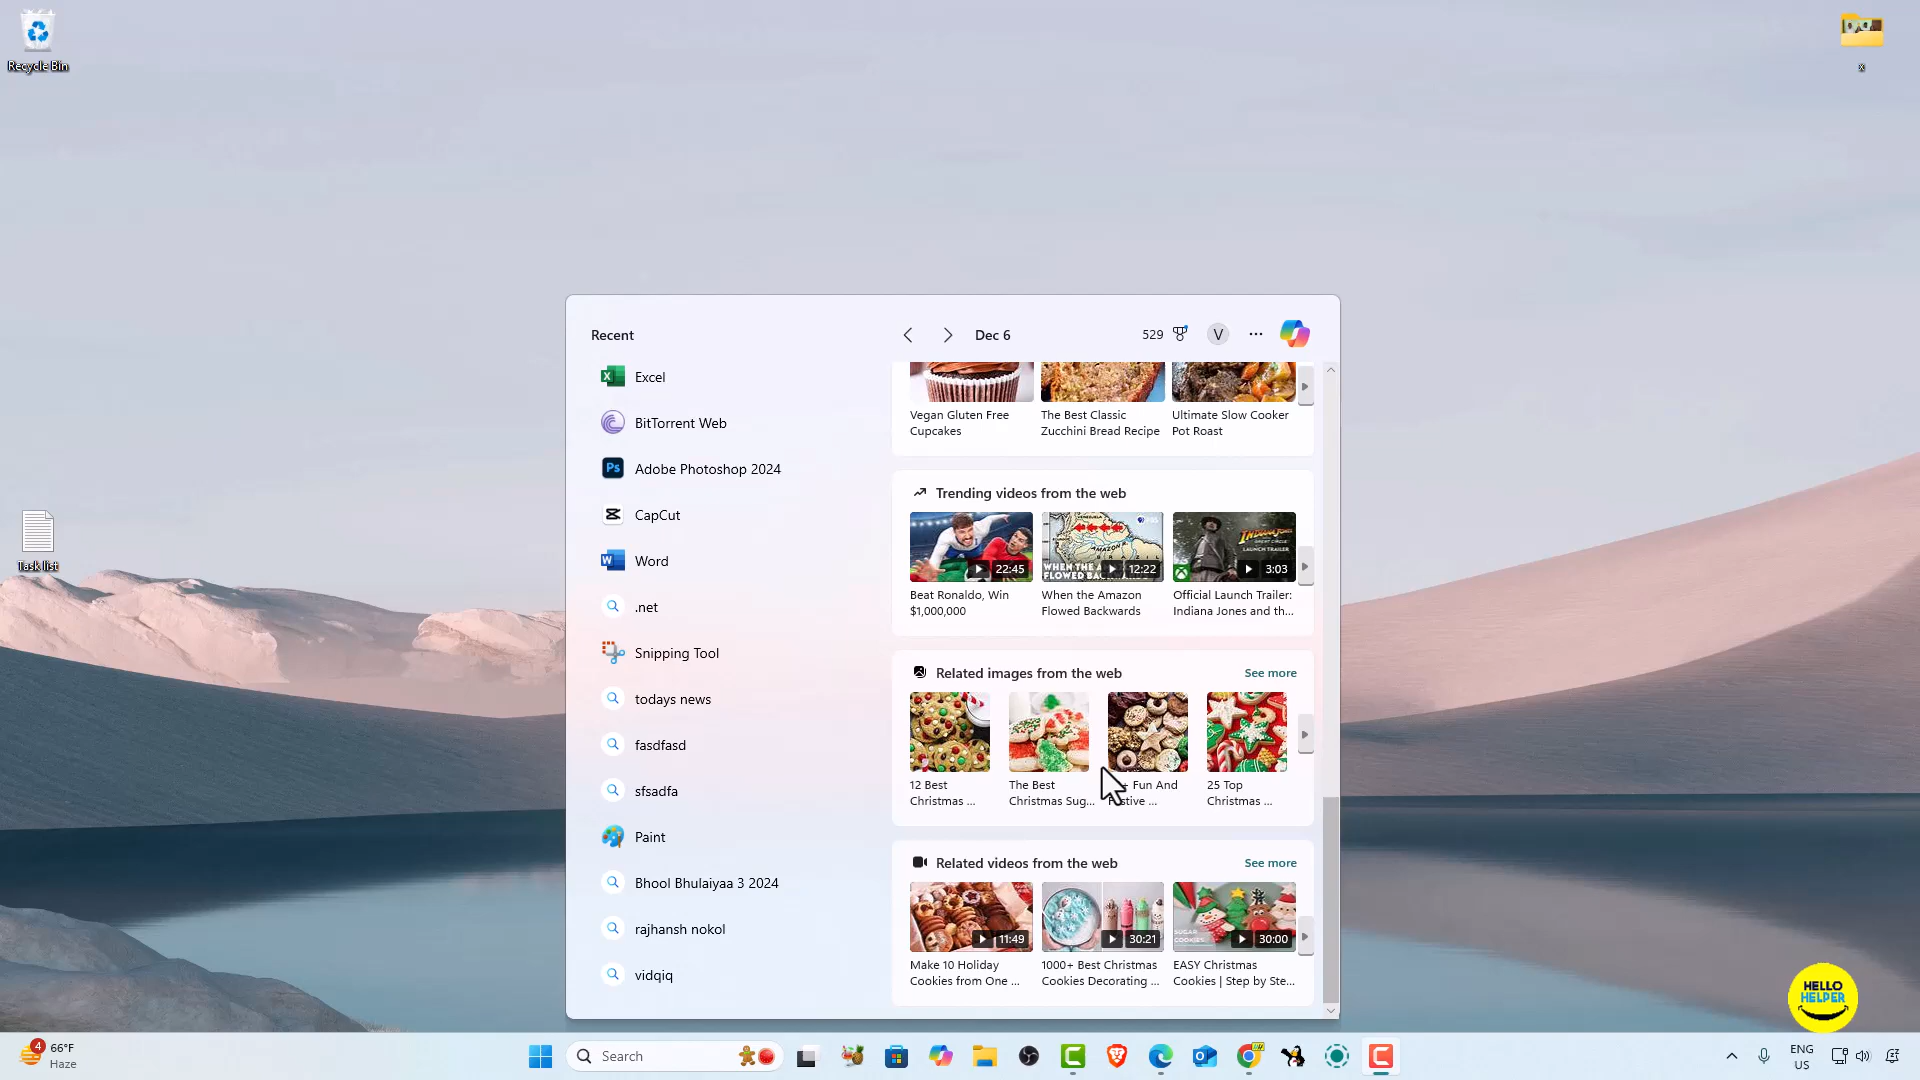 Recycle Bin
x
Task list
Recent
Excel
BitTorrent Web
Adobe Photoshop 2024
CapCut
Word
.net
Snipping Tool
todays news
fasdfasd
sfsadfa
Paint
Bhool Bhulaiyaa 3 2024
rajhansh nokol
vidqiq
Dec 6
529
V
Vegan Gluten Free
Cupcakes
The Best Classic
Zucchini Bread Recipe
Ultimate Slow Cooker
Pot Roast
Trending videos from the web
22:45
12:22
3:03
Beat Ronaldo, Win
$1,000,000
When the Amazon
Flowed Backwards
Official Launch Trailer:
Indiana Jones and th...
Related images from the web
See more
12 Best
Christmas ...
The Best
Christmas Sug...
+ Fun And
...
25 Top
Christmas ...
Related videos from the web
See more
11:49
30:21
30:00
Make 10 Holiday
Cookies from One ...
1000+ Best Christmas
Cookies Decorating ...
EASY Christmas
Cookies | Step by Ste...
HELLO
HELPER
4
66°F
Haze
Search
ENG
US